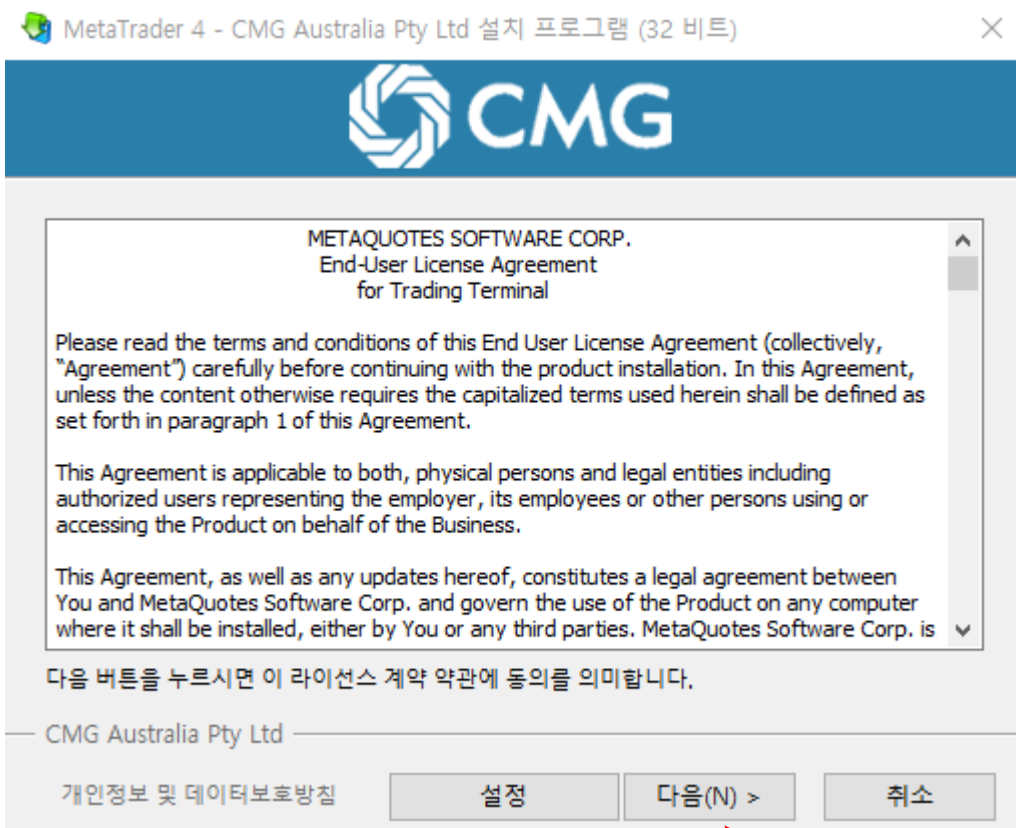 MetaTrader 4 - CMG Australia Pty Ltd 설치 프로그램 (32 비트)
CMG
METAQUOTES SOFTWARE CORP.
End-User License Agreement
for Trading Terminal
Please read the terms and conditions of this End User License Agreement (collectively,
“Agreement”) carefully before continuing with the product installation. In this Agreement,
unless the content otherwise requires the capitalized terms used herein shall be defined as
set forth in paragraph 1 of this Agreement.
This Agreement is applicable to both, physical persons and legal entities including
authorized users representing the employer, its employees or other persons using or
accessing the Product on behalf of the Business.
This Agreement, as well as any updates hereof, constitutes a legal agreement between
You and MetaQuotes Software Corp. and govern the use of the Product on any computer
where it shall be installed, either by You or any third parties. MetaQuotes Software Corp. is
다음 버튼을 누르시면 이 라이선스 계약 약관에 동의를 의미합니다.
CMG Australia Pty Ltd
개인정보 및 데이터보호방침
설정
다음(N) >
취소